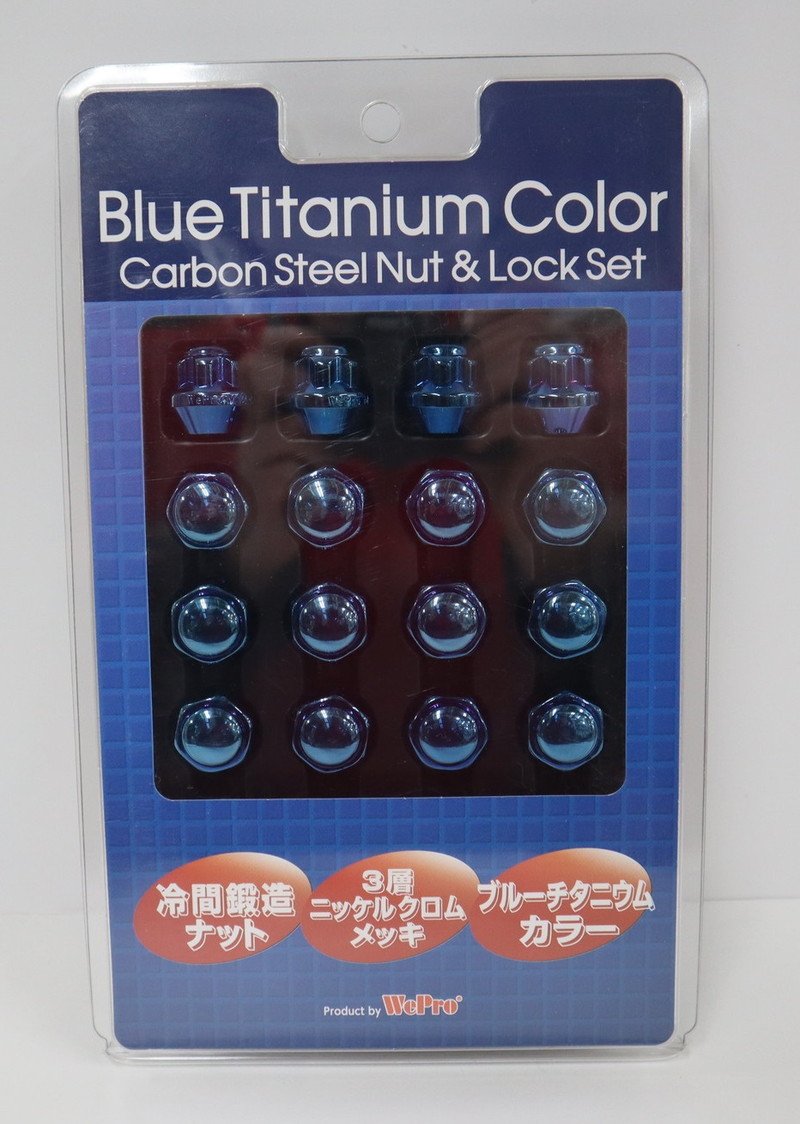 Blue Titanium Color
Carbon Steel Nut & Lock Set
冷間鍛造
ナット
3層
ニッケルクロム
メッキ
ブルーチタニウム
カラー
Product by WePro®